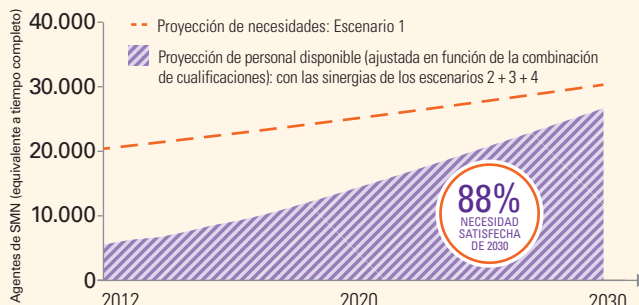 Agentes de SMN (equivalente a tiempo completo)
40.000
30.000
20.000
10.000
0
Proyección de necesidades: Escenario 1
Proyección de personal disponible (ajustada en función de la combinación
de cualificaciones): con las sinergias de los escenarios 2 + 3 + 4
88%
NECESIDAD
SATISFECHA
DE 2030
2012
2020
2030